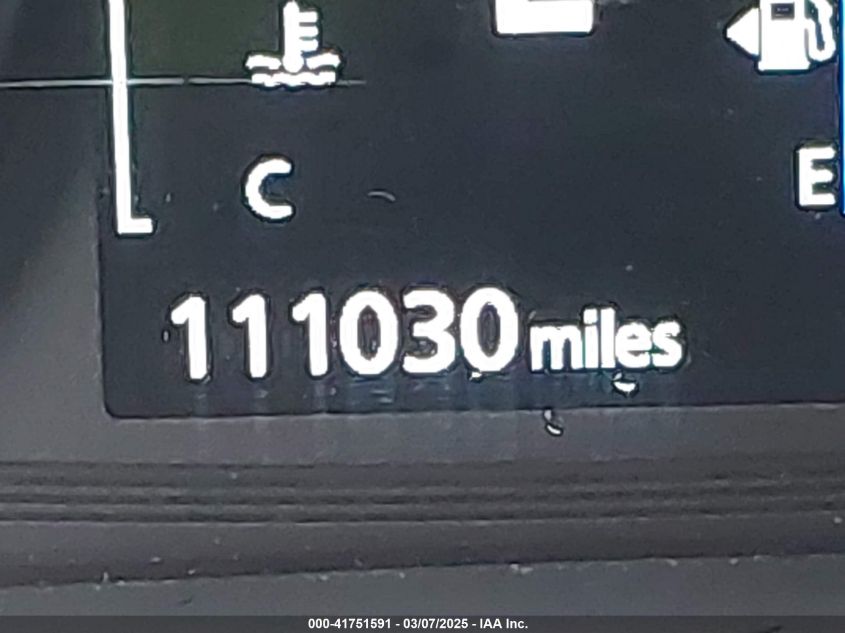 C
E
111030 miles
000-41751591 - 03/07/2025 - IAA Inc.